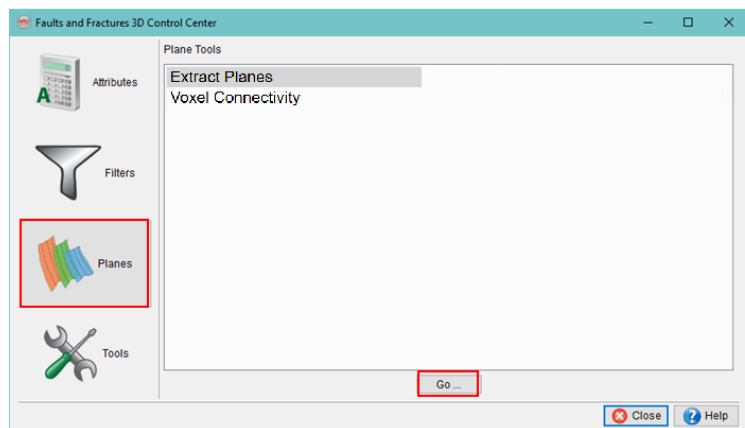 Faults and Fractures 3D Control Center
Plane Tools
Attributes
Filters
Planes
Tools
Extract Planes
Voxel Connectivity
Go ...
Close
Help